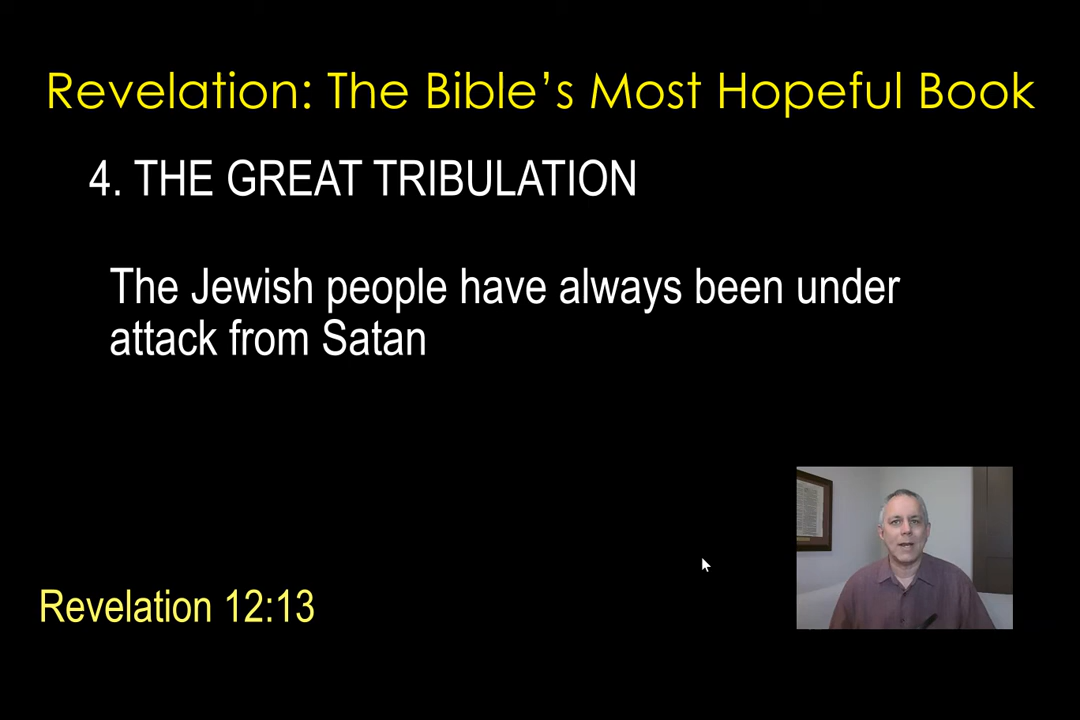 Revelation: The Bible’s Most Hopeful Book
4. THE GREAT TRIBULATION
The Jewish people have always been under
attack from Satan
Revelation 12:13